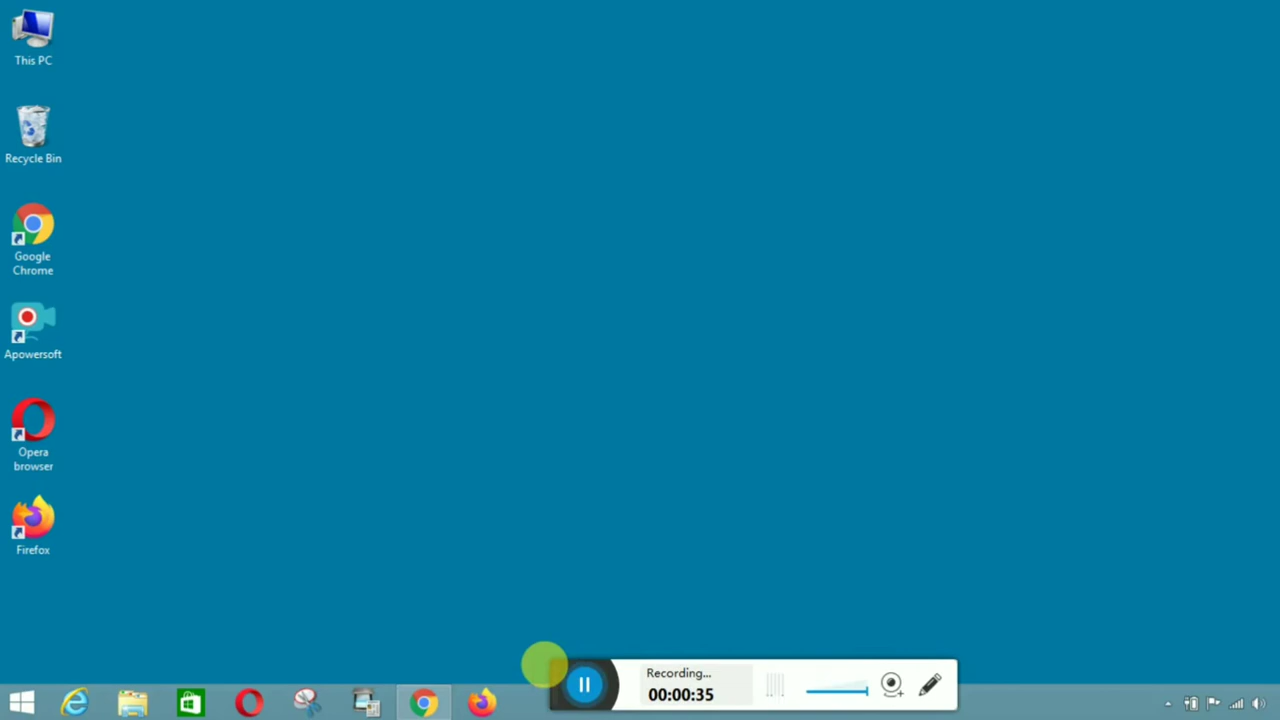 This PC
Recycle Bin
Google
Chrome
Apowersoft
Opera
browser
Firefox
Recording...
00:00:35